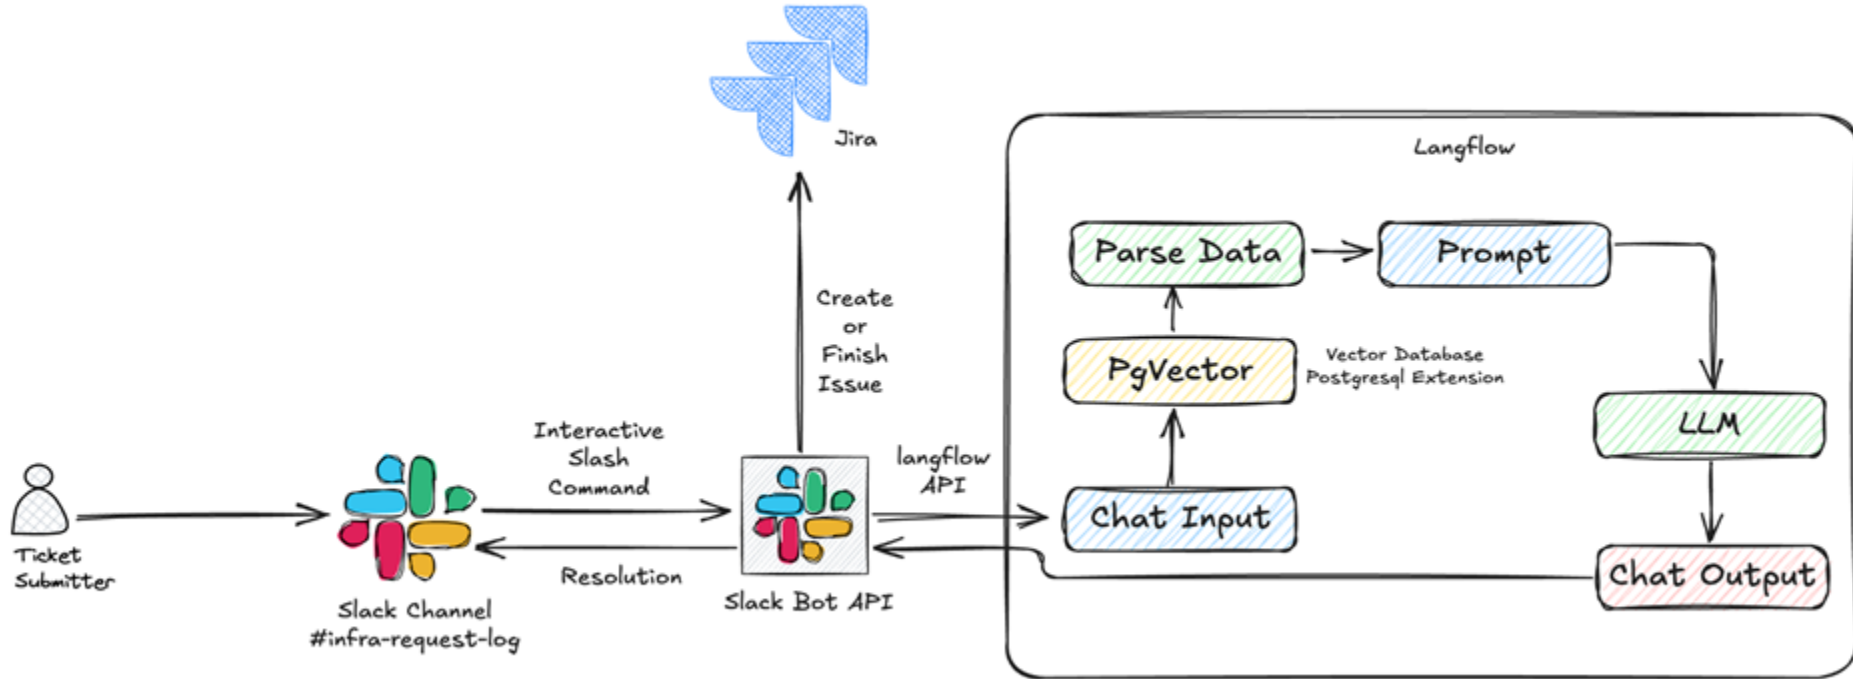 Jira
Langflow
Parse Data
Prompt
Create
or
Finish
Issue
PgVector
Vector Database
Postgresql Extension
LLM
Interactive
Slash
Command
langflow
API
Chat Input
Ticket
Submitter
Resolution
Chat Output
Slack Channel
#infra-request-log
Slack Bot API